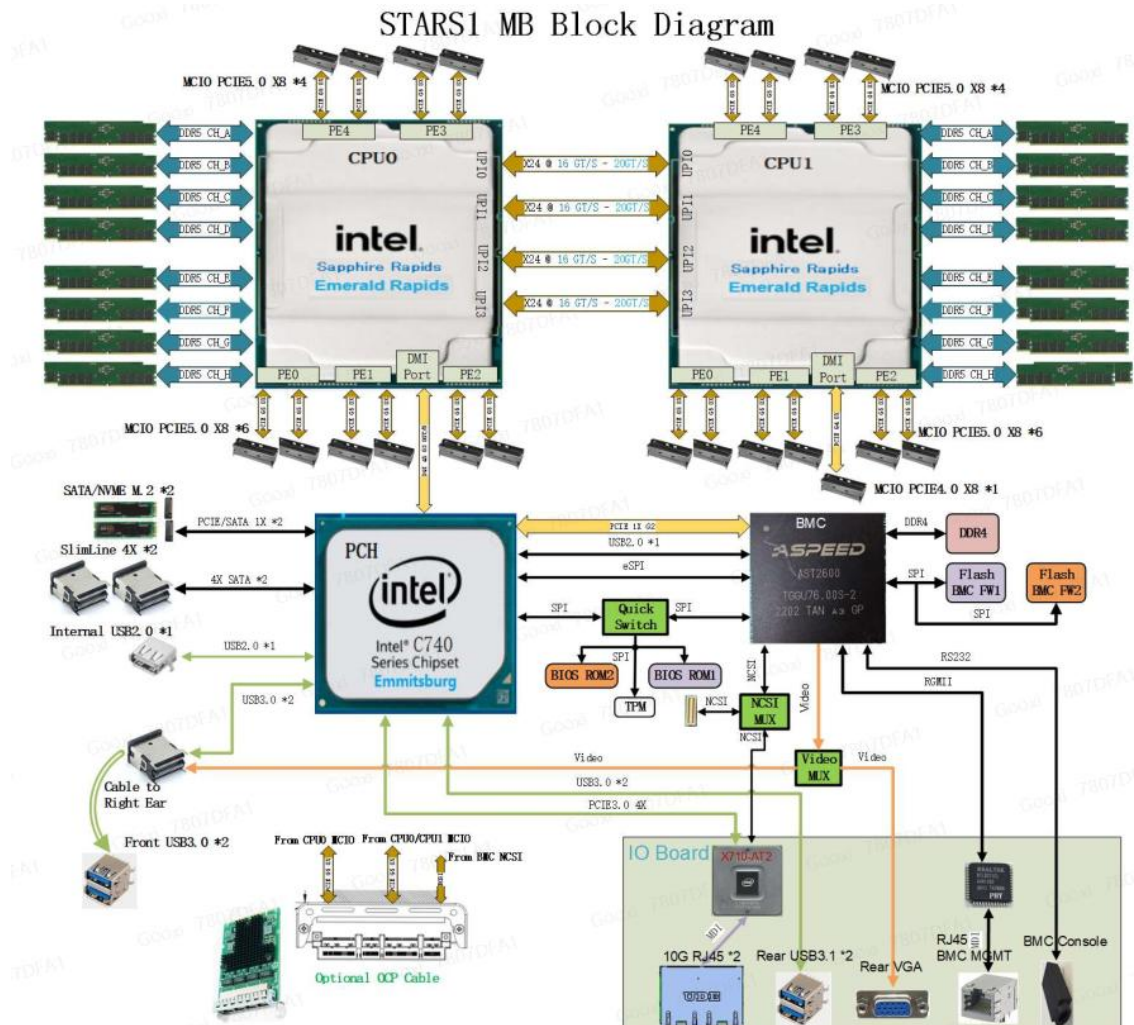 STARS1 MB Block Diagram
MCIO PCIE5.0 X8 *4
MCIO PCIE5.0 X8 *4
PE4
PE3
PE4
PE3
CPU0
CPU1
DDR5 CH_A
DDR5 CH_B
DDR5 CH_C
DDR5 CH_D
DDR5 CH_E
DDR5 CH_F
DDR5 CH_G
DDR5 CH_H
UPI0
UPI1
UPI2
UPI3
X24 @ 16 GT/S - 20GT/S
X24 @ 16 GT/S - 20GT/S
X24 @ 16 GT/S - 20GT/S
X24 @ 16 GT/S - 20GT/S
UPI0
UPI1
UPI2
UPI3
DDR5 CH_A
DDR5 CH_B
DDR5 CH_C
DDR5 CH_D
DDR5 CH_E
DDR5 CH_F
DDR5 CH_G
DDR5 CH_H
intel.
Sapphire Rapids
Emerald Rapids
intel.
Sapphire Rapids
Emerald Rapids
PE0
PE1
DMI
Port
PE2
PE0
PE1
DMI
Port
PE2
MCIO PCIE5.0 X8 *6
MCIO PCIE5.0 X8 *6
MCIO PCIE4.0 X8 *1
SATA/NVME M.2 *2
PCIE/SATA 1X *2
SlimLine 4X *2
4X SATA *2
Internal USB2.0 *1
USB2.0 *1
USB3.0 *2
PCH
intel
Intel® C740
Series Chipset
Emmitsburg
PCIE 1X G2
USB2.0 *1
eSPI
SPI
Quick
Switch
SPI
SPI
BIOS ROM2
BIOS ROM1
TPM
BMC
ASPEED
AST2600
TGGU76.00S-2
2202 TAN A3 GP
DDR4
DDR4
SPI
Flash
BMC FW1
Flash
BMC FW2
SPI
RS232
RGMII
NCSI
Video
NCSI
NCSI
MUX
NCSI
Video
Video
MUX
Video
USB3.0 *2
PCIE3.0 4X
Cable to
Right Ear
Front USB3.0 *2
From CPU0 MCIO
From CPU0/CPU1 MCIO
From BMC NCSI
Optional OCP Cable
IO Board
X710-AT2
MDI
REALTEK
PHY
MDI
10G RJ45 *2
Rear USB3.1 *2
Rear VGA
RJ45
BMC MGMT
BMC Console